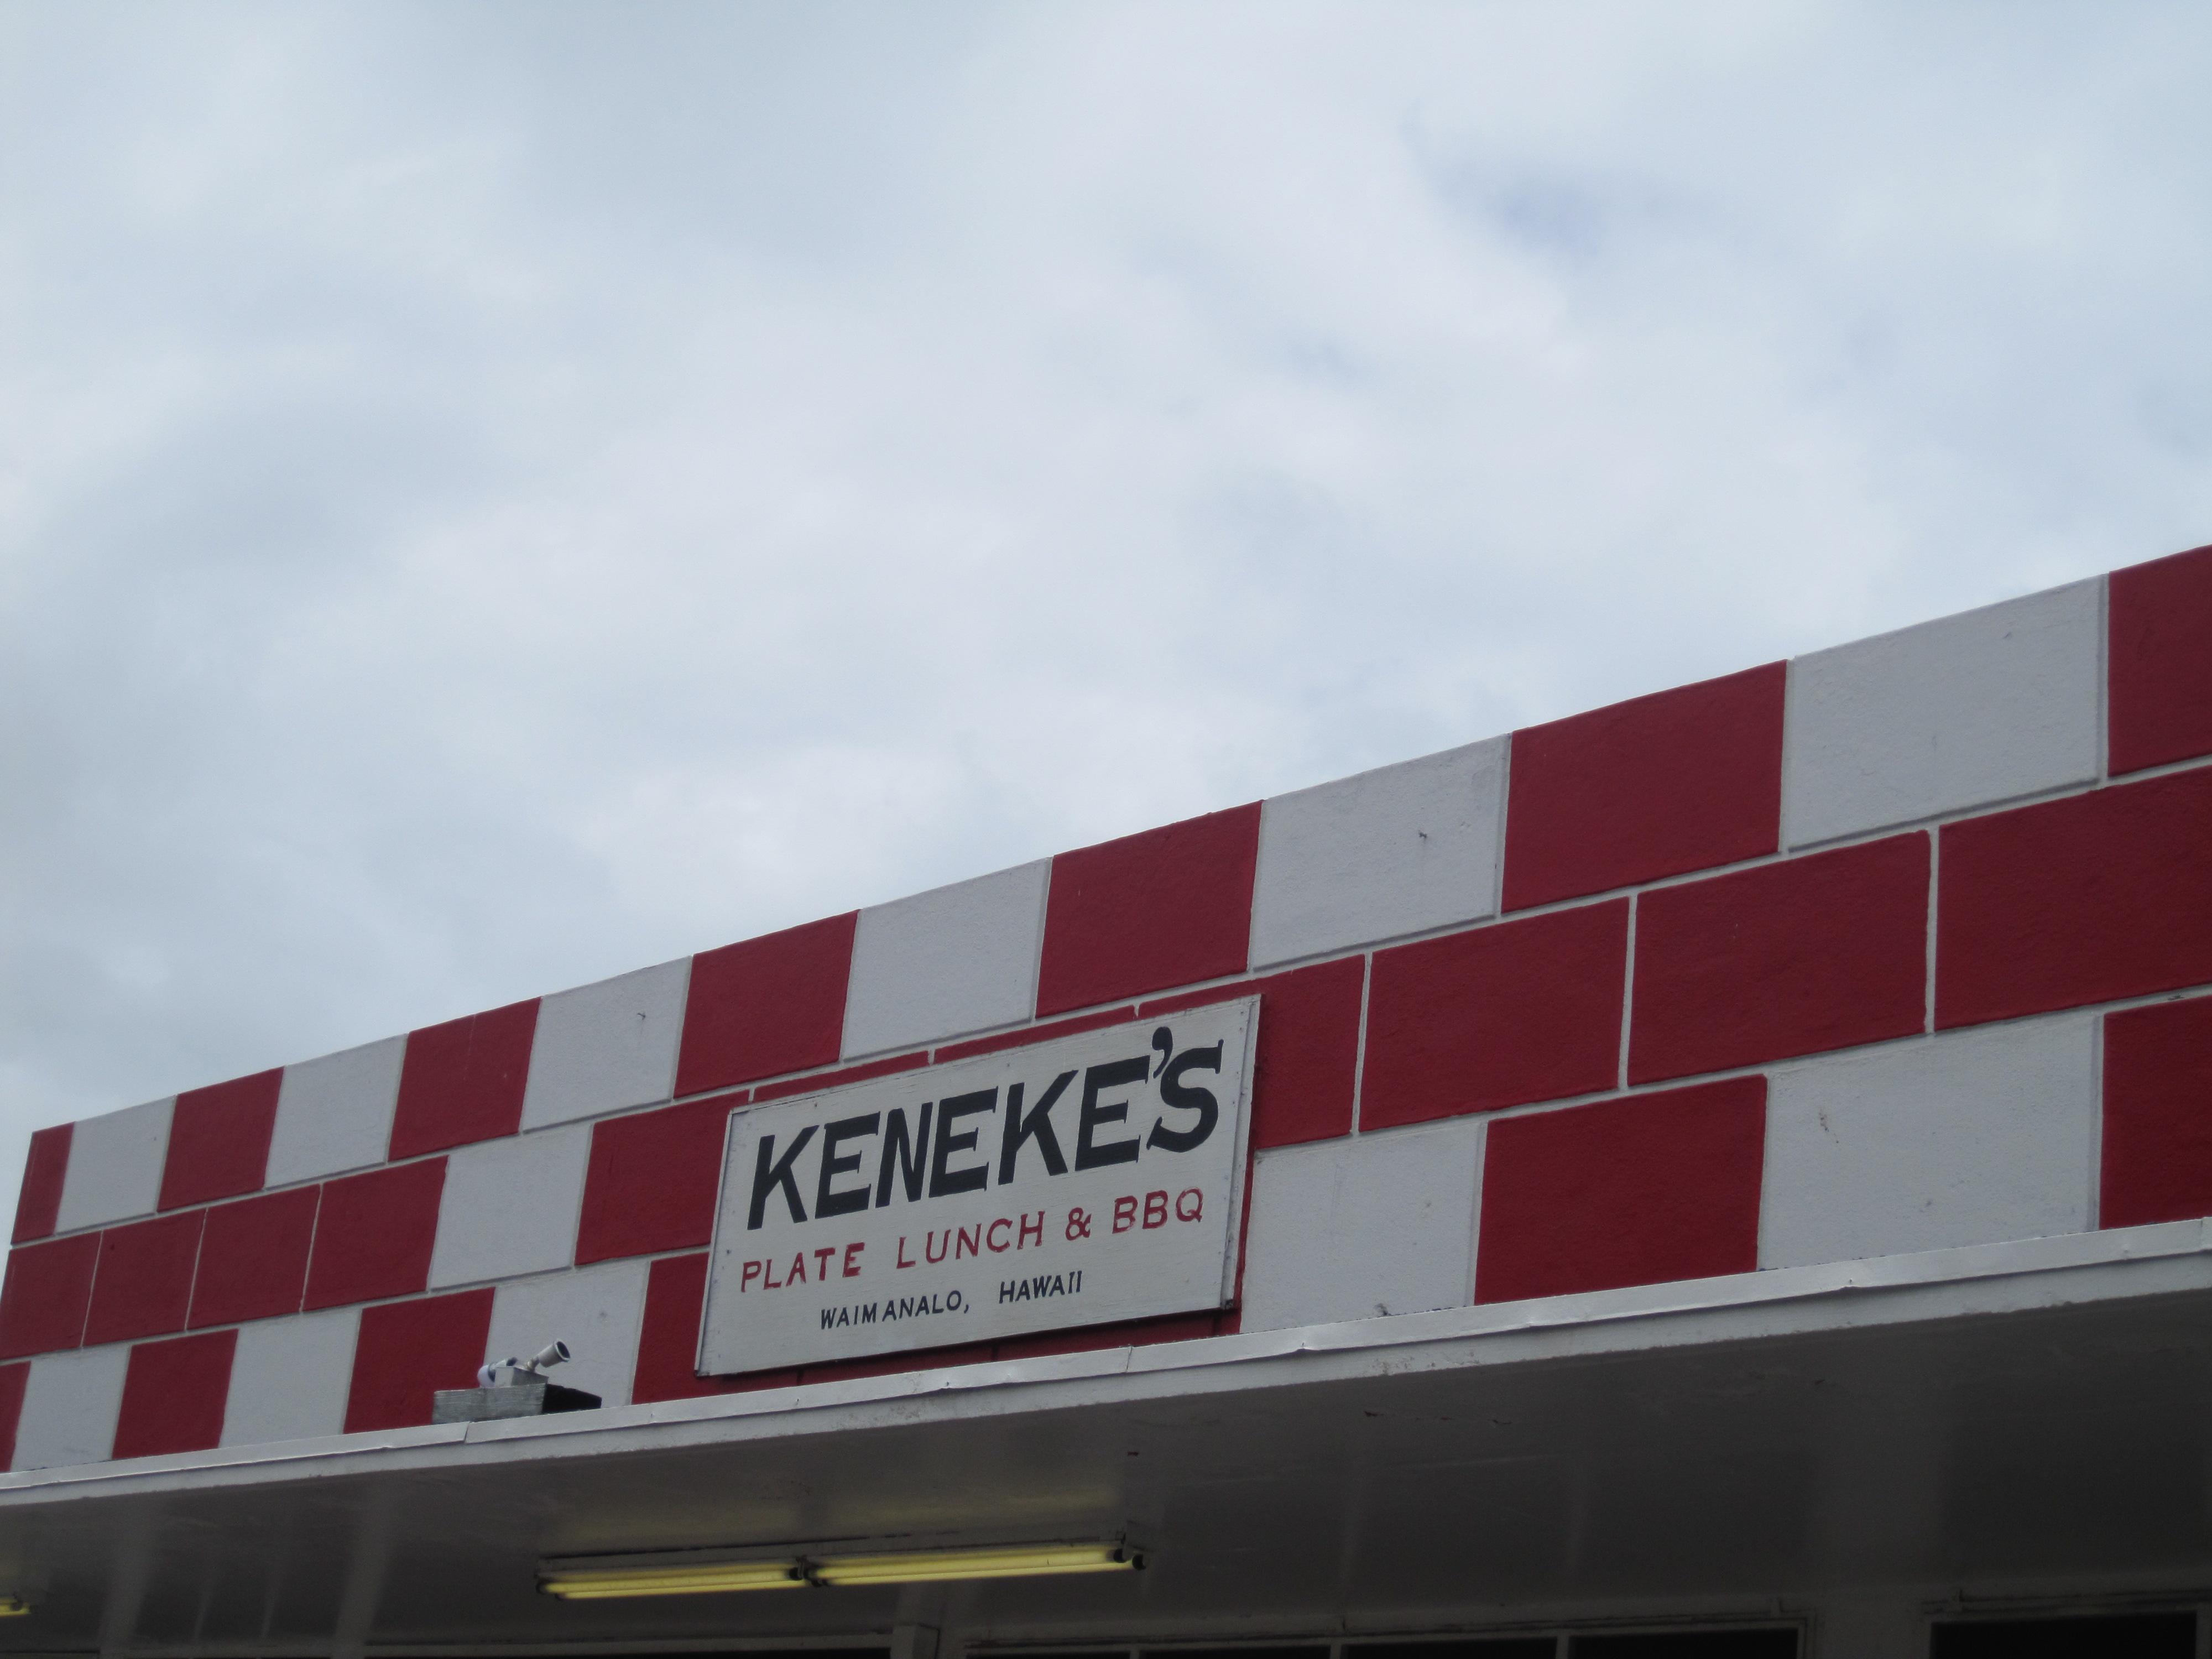 KENEKE'S
PLATE LUNCH & BBQ
WAIMANALO, HAWAII